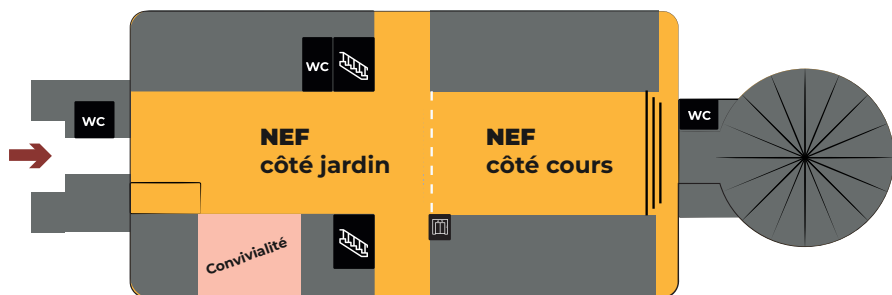 WC
WC
NEF
côté jardin
NEF
côté cours
WC
Convivialité